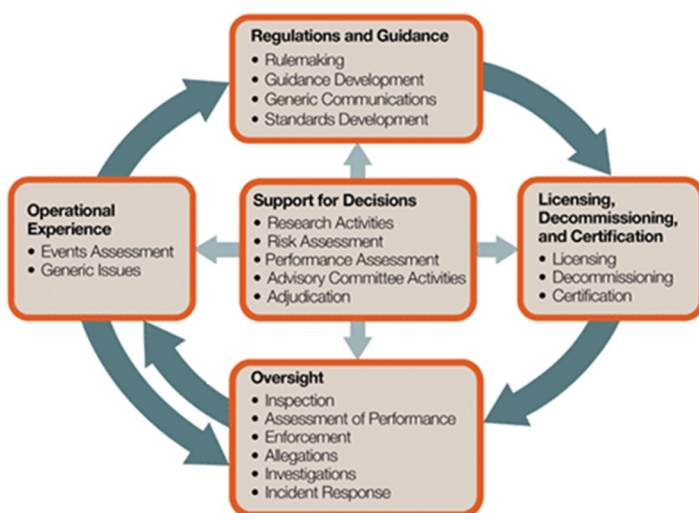 Regulations and Guidance
• Rulemaking
• Guidance Development
• Generic Communications
• Standards Development
Operational
Experience
• Events Assessment
• Generic Issues
Support for Decisions
• Research Activities
• Risk Assessment
• Performance Assessment
• Advisory Committee Activities
• Adjudication
Licensing,
Decommissioning,
and Certification
• Licensing
• Decommissioning
• Certification
Oversight
• Inspection
• Assessment of Performance
• Enforcement
• Allegations
• Investigations
• Incident Response